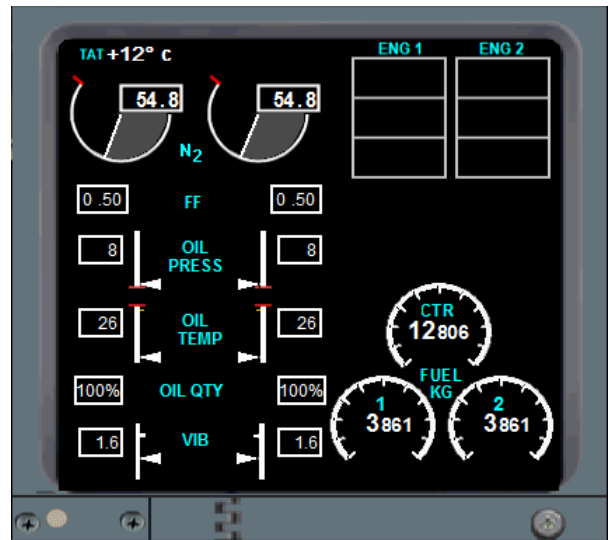 TAT +12° c
ENG 1 ENG 2
54.8 54.8
N2
0 .50 FF 0 .50
8 OIL PRESS 8
26 OIL TEMP 26
CTR
12806
FUEL KG
100% OIL QTY 100%
1 2
3861 3861
1.6 VIB 1.6